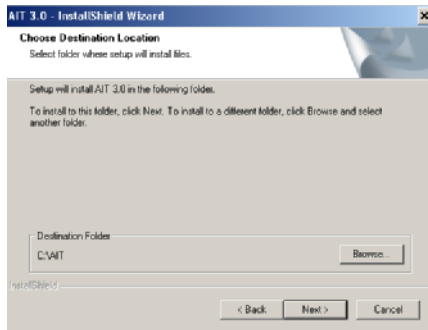 AIT 3.0 - InstallShield Wizard
Choose Destination Location
Select folder where setup will install files.
Setup will install AIT 3.0 in the following folder.
To install to this folder, click Next. To install to a different folder, click Browse and select
another folder.
Destination Folder
C:\AIT
Browse...
InstallShield
< Back
Next >
Cancel